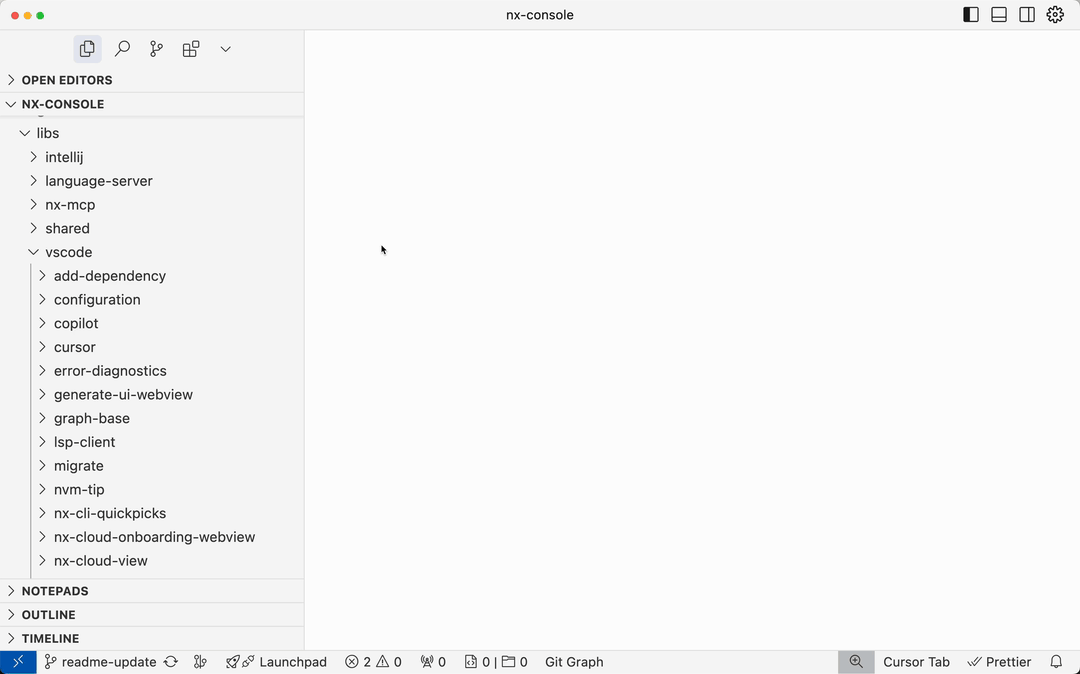 nx-console
OPEN EDITORS
NX-CONSOLE
libs
intellij
language-server
nx-mcp
shared
vscode
add-dependency
configuration
copilot
cursor
error-diagnostics
generate-ui-webview
graph-base
lsp-client
migrate
nvm-tip
nx-cli-quickpicks
nx-cloud-onboarding-webview
nx-cloud-view
NOTEPADS
OUTLINE
TIMELINE
readme-update Launchpad 2 0 0 0 | 0 Git Graph Cursor Tab Prettier